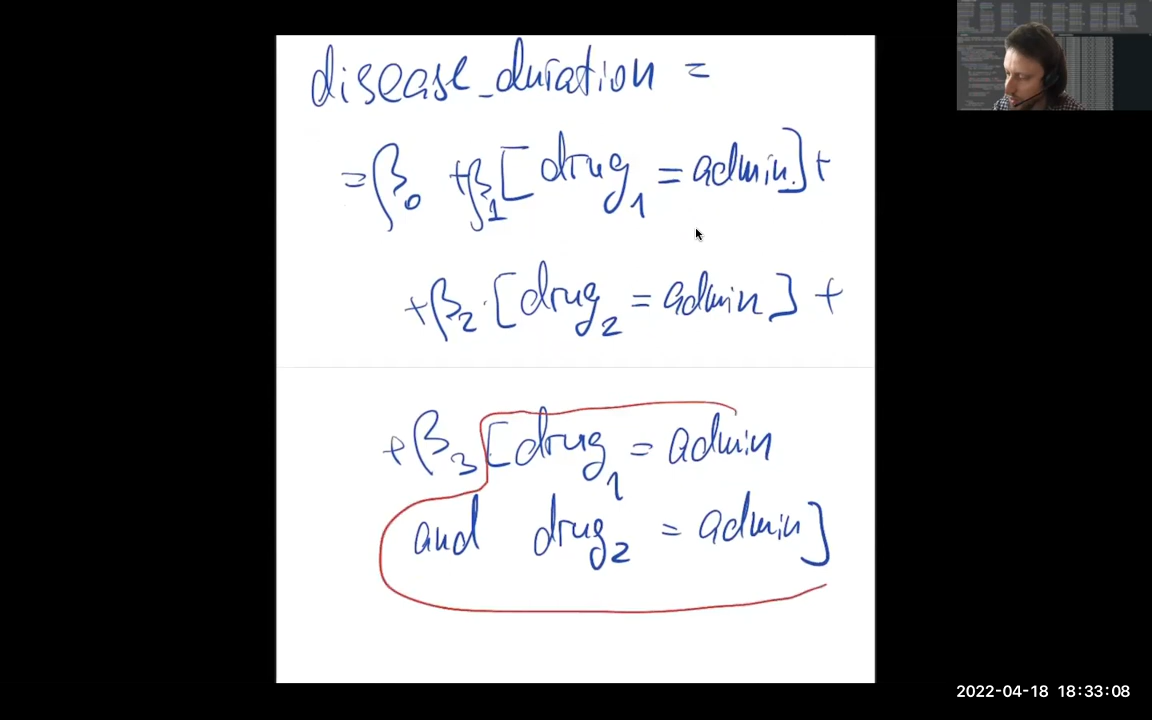 disease_duration =
= β₀ + β₁ [drug₁ = admin.] +
+ β₂ · [drug₂ = admin] +
+ β₃ [drug₁ = admin
and drug₂ = admin]
2022-04-18 18:33:08